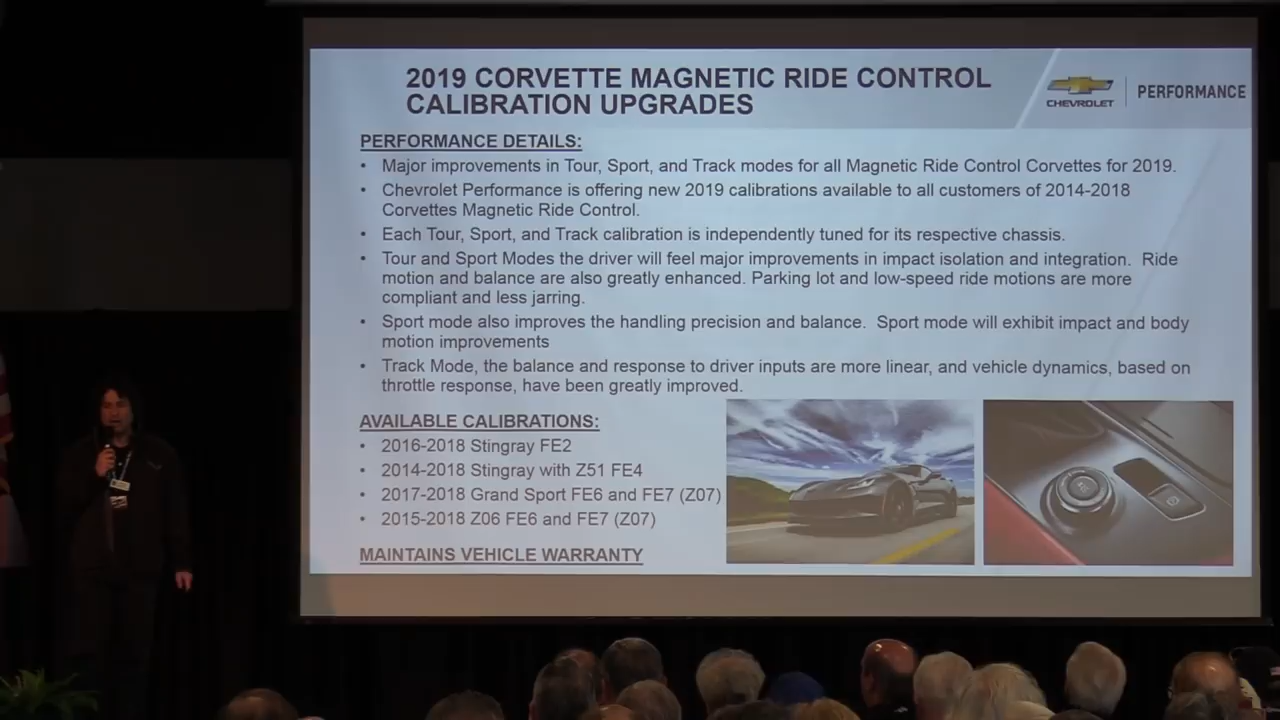 2019 CORVETTE MAGNETIC RIDE CONTROL
CALIBRATION UPGRADES
CHEVROLET
PERFORMANCE
PERFORMANCE DETAILS:
• Major improvements in Tour, Sport, and Track modes for all Magnetic Ride Control Corvettes for 2019.
• Chevrolet Performance is offering new 2019 calibrations available to all customers of 2014-2018
Corvettes Magnetic Ride Control.
• Each Tour, Sport, and Track calibration is independently tuned for its respective chassis.
• Tour and Sport Modes the driver will feel major improvements in impact isolation and integration. Ride
motion and balance are also greatly enhanced. Parking lot and low-speed ride motions are more
compliant and less jarring.
• Sport mode also improves the handling precision and balance. Sport mode will exhibit impact and body
motion improvements
• Track Mode, the balance and response to driver inputs are more linear, and vehicle dynamics, based on
throttle response, have been greatly improved.
AVAILABLE CALIBRATIONS:
• 2016-2018 Stingray FE2
• 2014-2018 Stingray with Z51 FE4
• 2017-2018 Grand Sport FE6 and FE7 (Z07)
• 2015-2018 Z06 FE6 and FE7 (Z07)
MAINTAINS VEHICLE WARRANTY